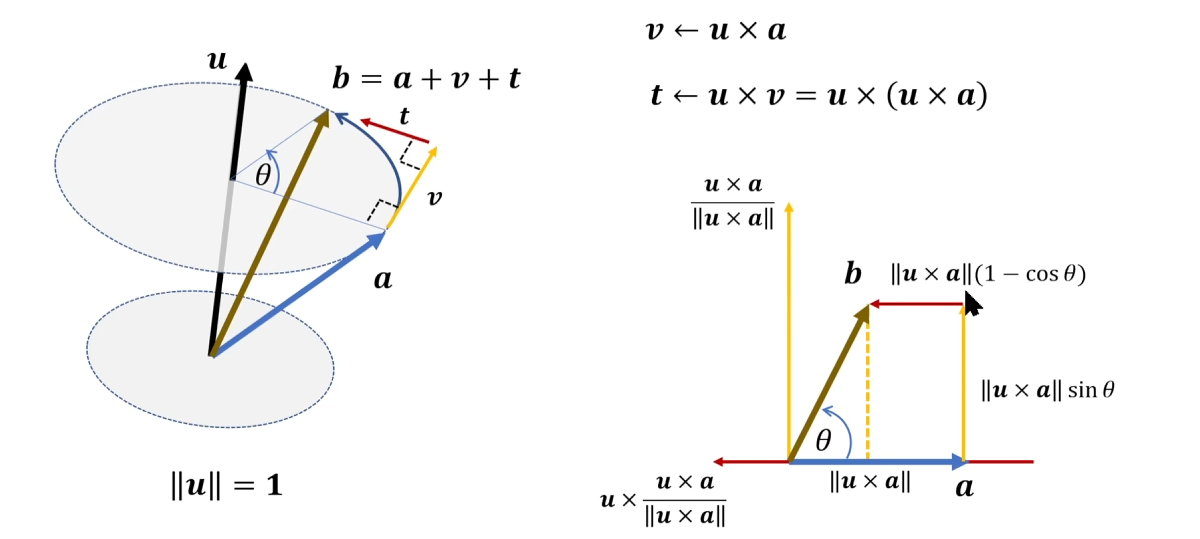 u
b = a + v + t
t
θ
v
a
‖u‖ = 1
v ← u × a
t ← u × v = u × (u × a)
u × a
‖u × a‖
b
‖u × a‖(1 − cos θ)
‖u × a‖ sin θ
θ
‖u × a‖
a
u × u × a
‖u × a‖